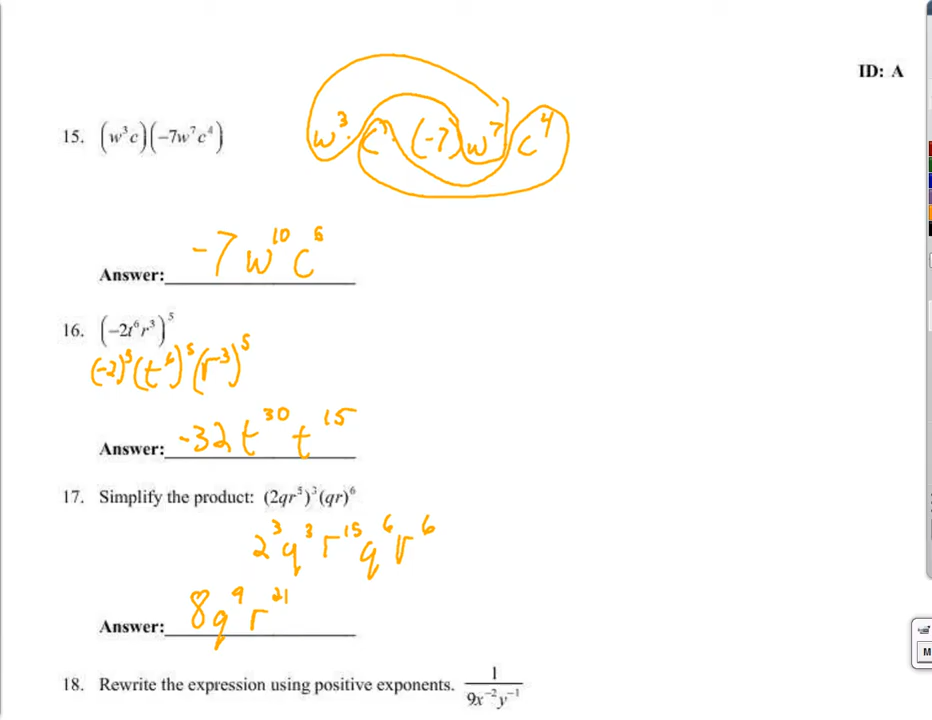 ID: A
15. (w³c)(−7w⁷c⁴) w³·c¹·(-7)w⁷c⁴
Answer: -7w¹⁰c⁵
16. (−2t⁶r³)⁵
(-2)⁵(t⁶)⁵(r³)⁵
Answer: -32t³⁰t¹⁵
17. Simplify the product: (2qr⁵)³(qr)⁶
2³q³r¹⁵q⁶r⁶
Answer: 8q⁹r²¹
18. Rewrite the expression using positive exponents. 1/(9x⁻²y⁻¹)
M